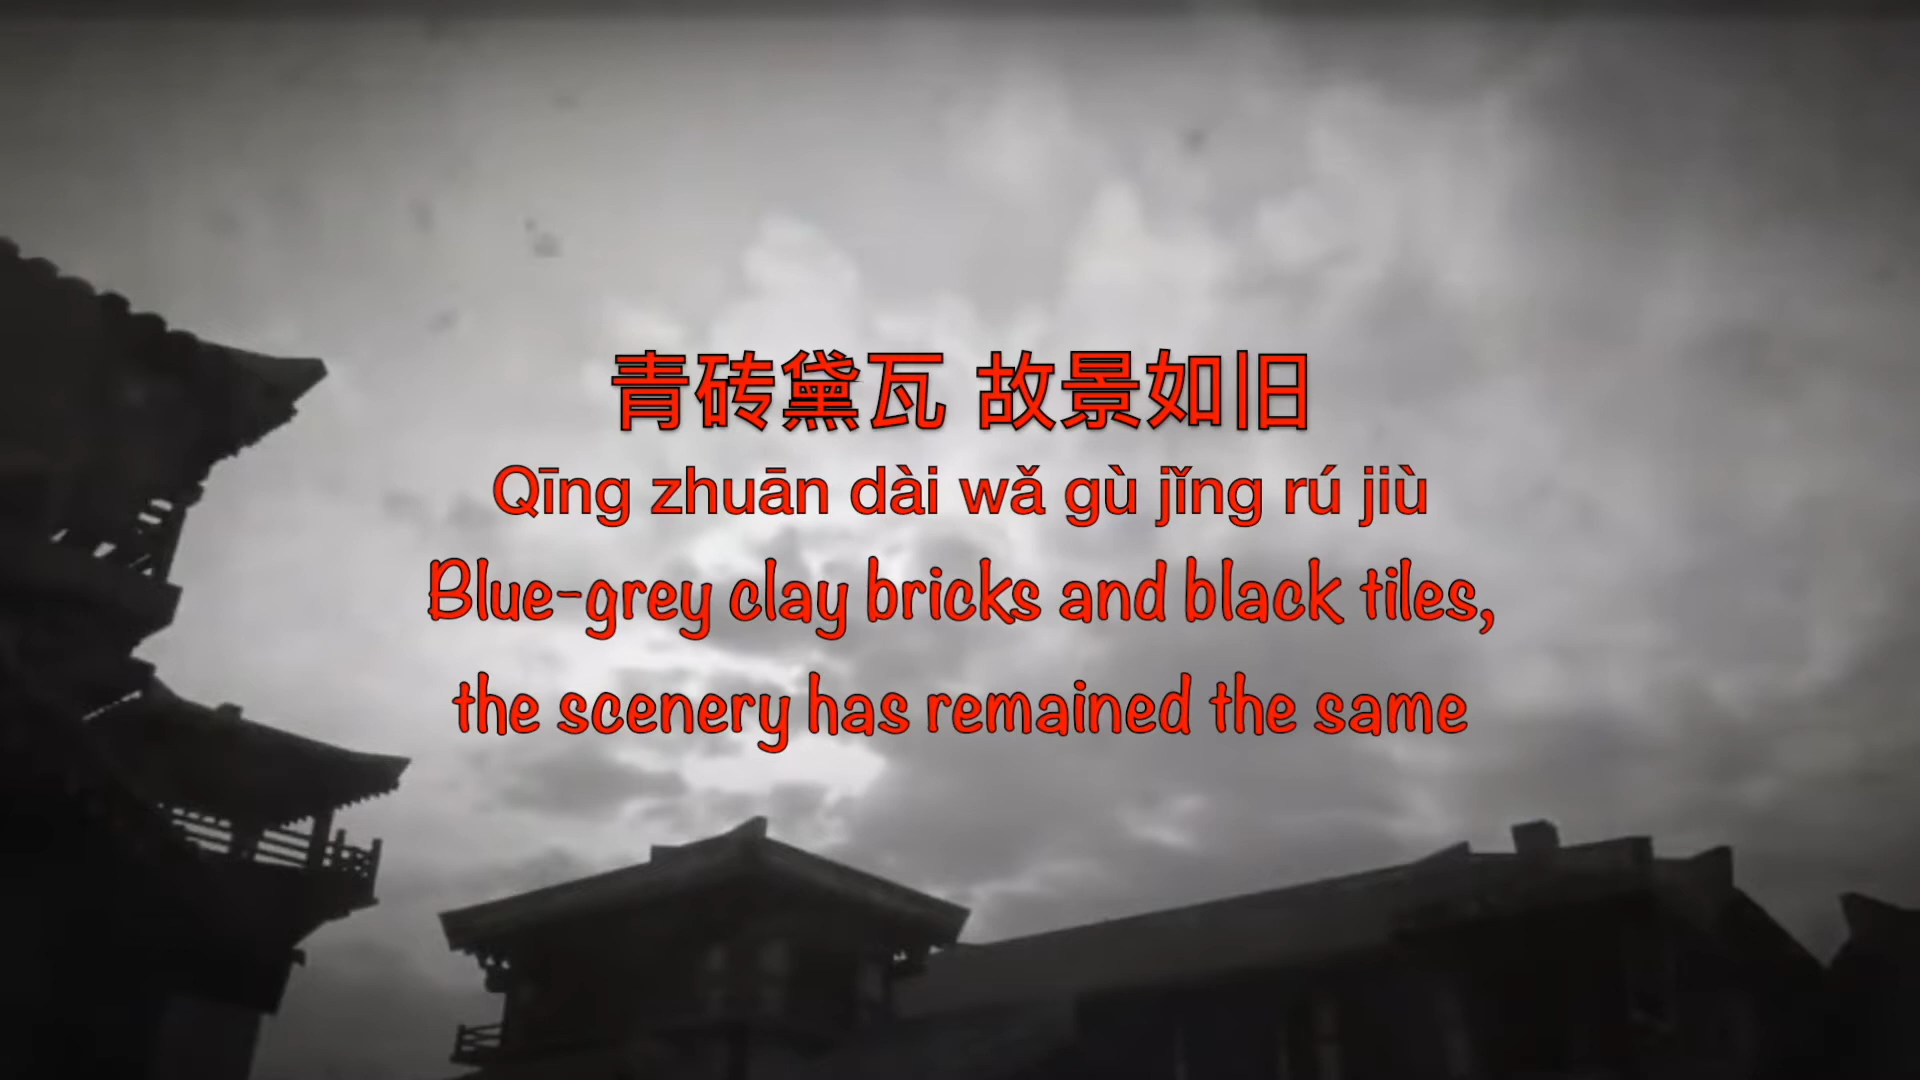 青砖黛瓦 故景如旧
Qīng zhuān dài wǎ gù jǐng rú jiù
Blue-grey clay bricks and black tiles,
the scenery has remained the same